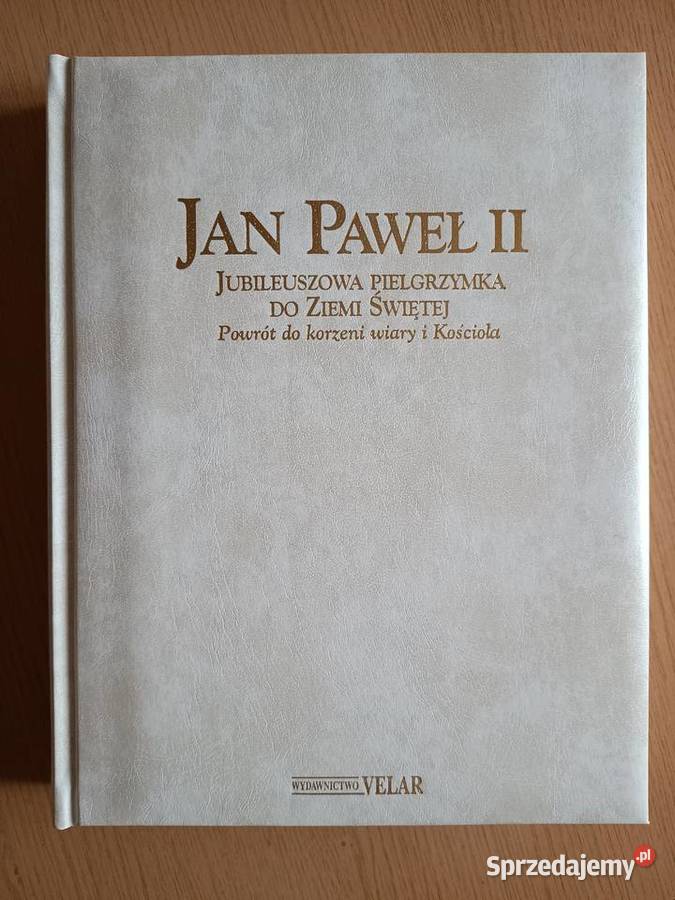 JAN PAWEŁ II
JUBILEUSZOWA PIELGRZYMKA
DO ZIEMI ŚWIĘTEJ
Powrót do korzeni wiary i Kościoła
WYDAWNICTWO VELAR
Sprzedajemy.pl